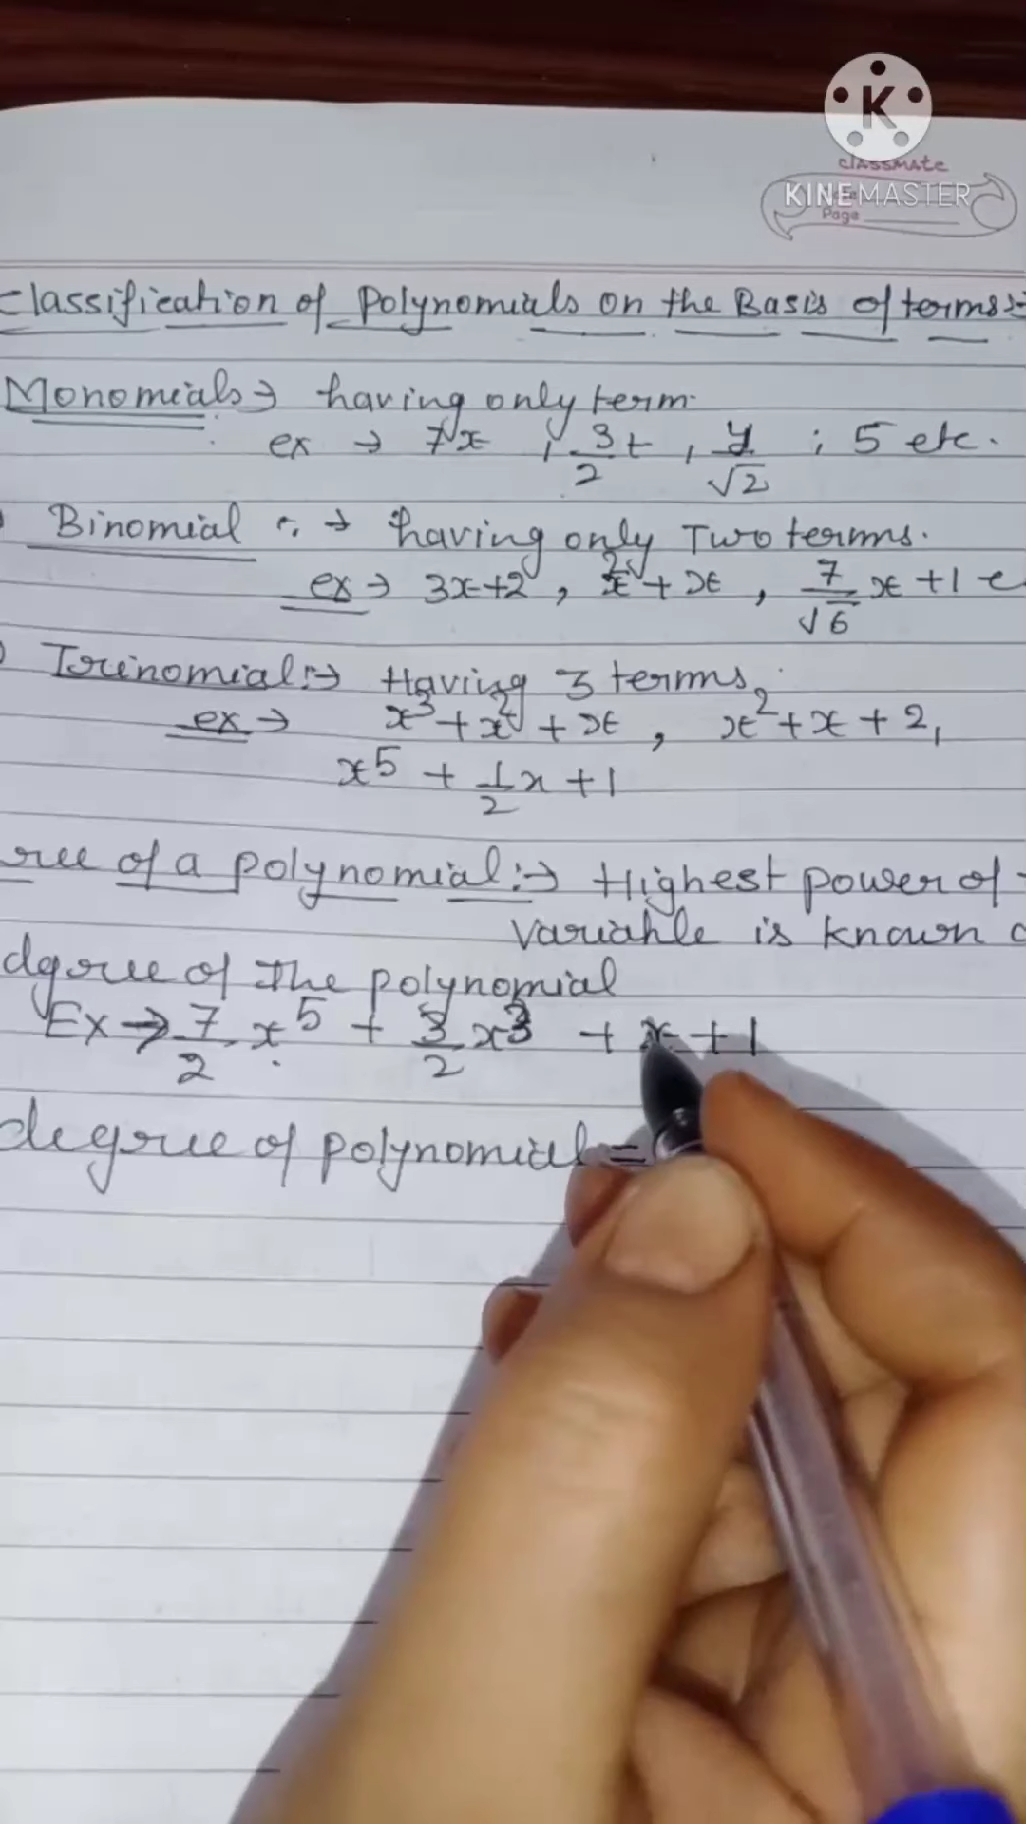 K
CLASSMATE
KINEMASTER
Page
Classification of Polynomials on the Basis of terms:-
Monomials → having only term.
ex → 7x , 3/2 t , y/√2 ; 5 etc.
Binomial :. → having only Two terms.
ex → 3x+2 , x²+x , 7/√6 x +1 e
Trinomial :→ Having 3 terms.
ex → x³+x²+x , x²+x+2,
x⁵ + 1/2 x +1
ree of a polynomial :→ Highest power of
variable is known
dgree of The polynomial
Ex → 7/2 x⁵ + 3/2 x³ + x + 1
degree of polynomial =